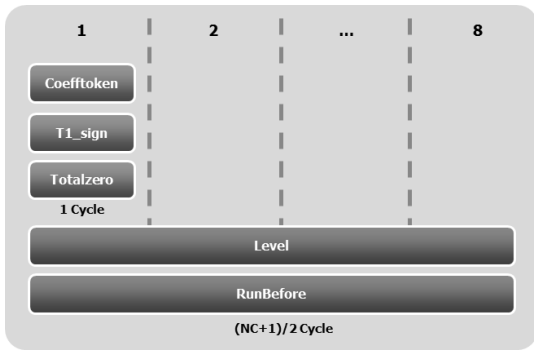 1 2 ... 8
Coefftoken
T1_sign
Totalzero
1 Cycle
Level
RunBefore
(NC+1)/2 Cycle